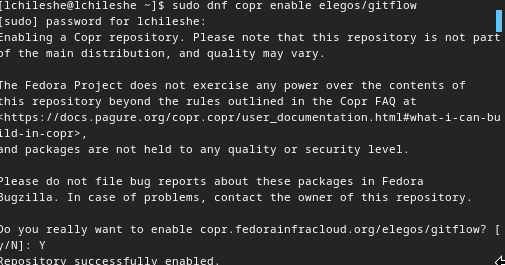 [lchileshe@lchileshe ~]$ sudo dnf copr enable elegos/gitflow
[sudo] password for lchileshe:
Enabling a Copr repository. Please note that this repository is not part
of the main distribution, and quality may vary.
The Fedora Project does not exercise any power over the contents of
this repository beyond the rules outlined in the Copr FAQ at
<https://docs.pagure.org/copr.copr/user_documentation.html#what-i-can-bu
ild-in-copr>,
and packages are not held to any quality or security level.
Please do not file bug reports about these packages in Fedora
Bugzilla. In case of problems, contact the owner of this repository.
Do you really want to enable copr.fedorainfracloud.org/elegos/gitflow? [
y/N]: Y
Repository successfully enabled.